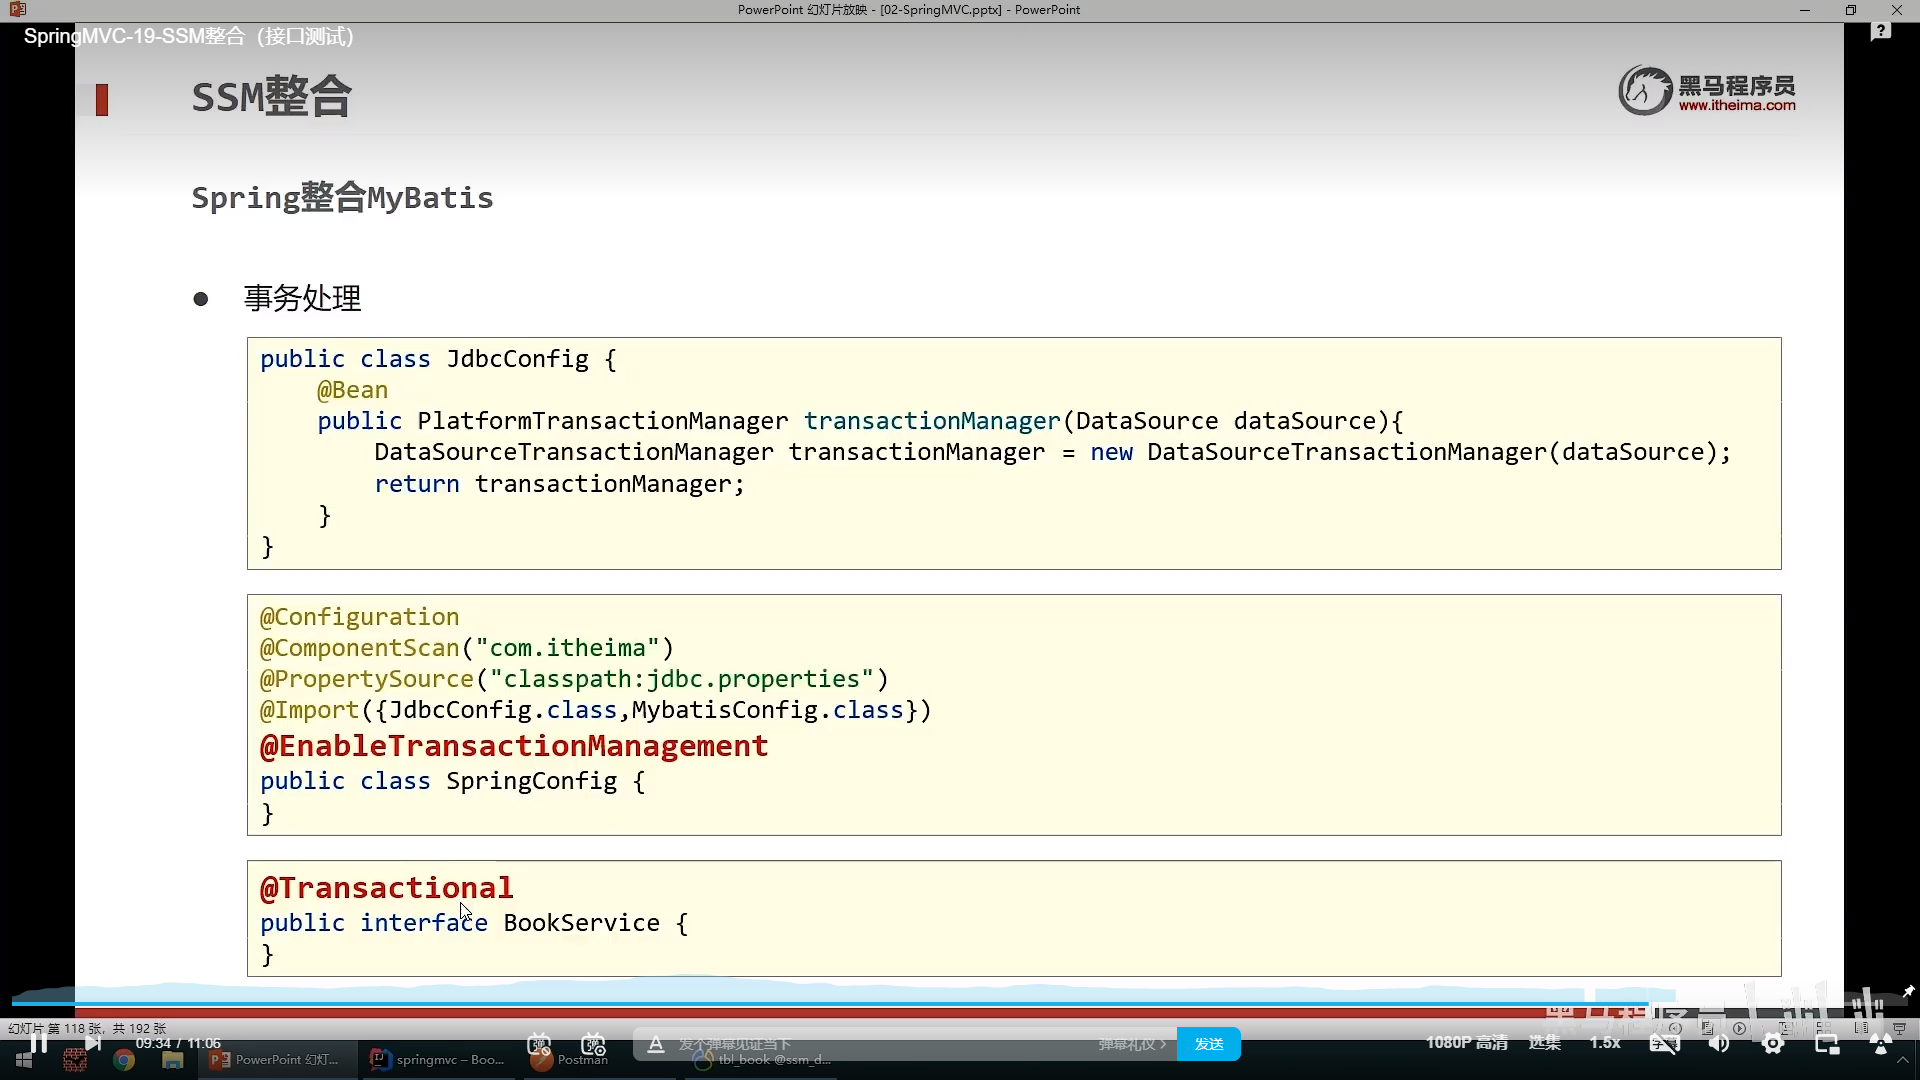 PowerPoint 幻灯片放映 - [02-SpringMVC.pptx] - PowerPoint
SpringMVC-19-SSM整合（接口测试）
SSM整合
黑马程序员
www.itheima.com
Spring整合MyBatis
● 事务处理
public class JdbcConfig {
    @Bean
    public PlatformTransactionManager transactionManager(DataSource dataSource){
        DataSourceTransactionManager transactionManager = new DataSourceTransactionManager(dataSource);
        return transactionManager;
    }
}
@Configuration
@ComponentScan("com.itheima")
@PropertySource("classpath:jdbc.properties")
@Import({JdbcConfig.class,MybatisConfig.class})
@EnableTransactionManagement
public class SpringConfig {
}
@Transactional
public interface BookService {
}
幻灯片 第 118 张，共 192 张
09:34 / 11:06
发个弹幕见证当下
弹幕礼仪 >
发送
1080P 高清
选集
1.5x
PowerPoint 幻灯...
springmvc – Boo...
Postman
tbl_book @ssm_d...